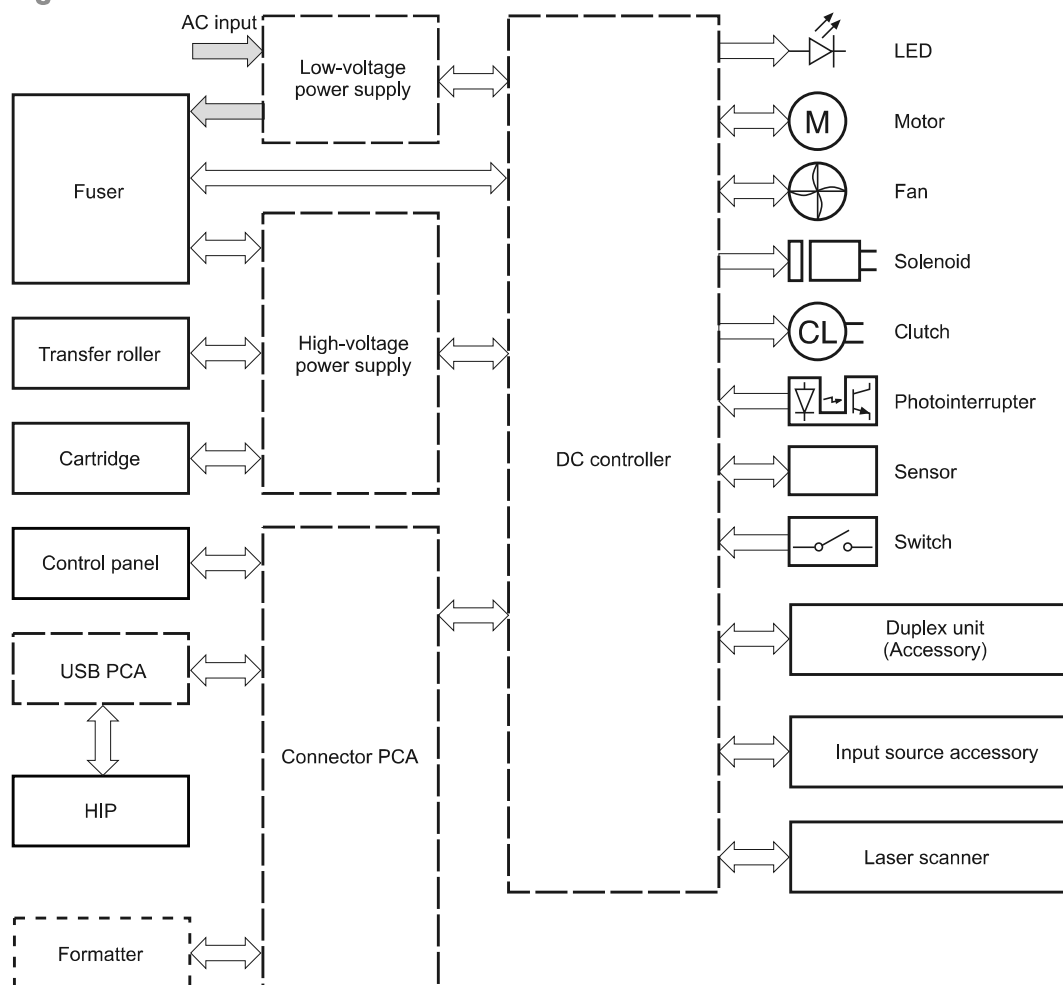 AC input
Low-voltage
power supply
Fuser
High-voltage
power supply
Transfer roller
Cartridge
Control panel
USB PCA
HIP
Connector PCA
Formatter
DC controller
LED
M
Motor
Fan
Solenoid
CL
Clutch
Photointerrupter
Sensor
Switch
Duplex unit
(Accessory)
Input source accessory
Laser scanner